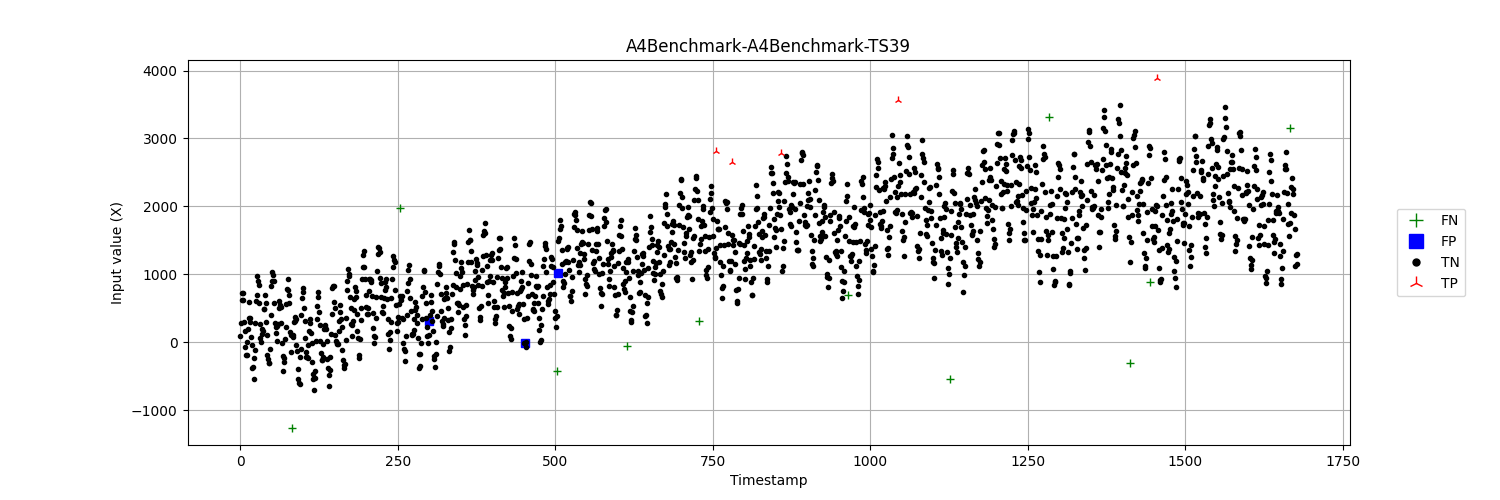 A4Benchmark-A4Benchmark-TS39
Input value (X)
4000
3000
2000
1000
0
−1000
0 250 500 750 1000 1250 1500 1750
Timestamp
FN
FP
TN
TP